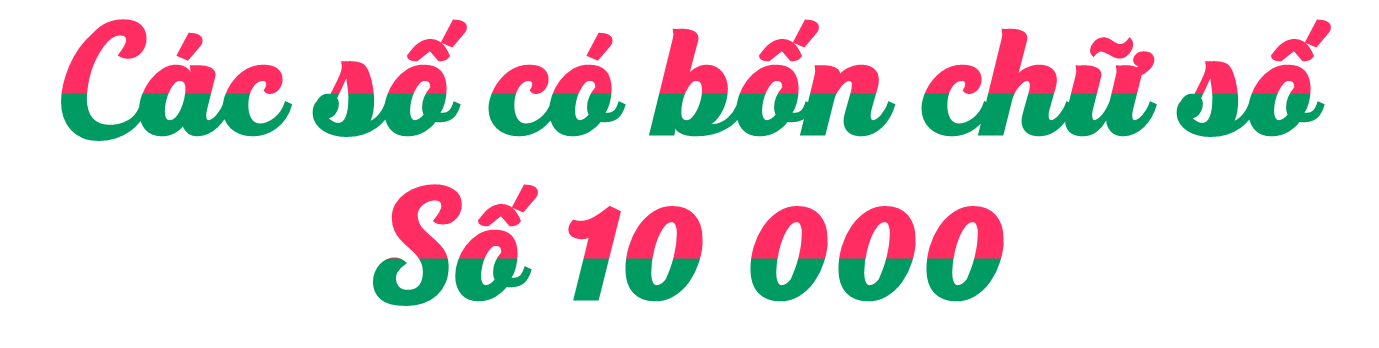 Các số có bốn chữ số
Số 10 000